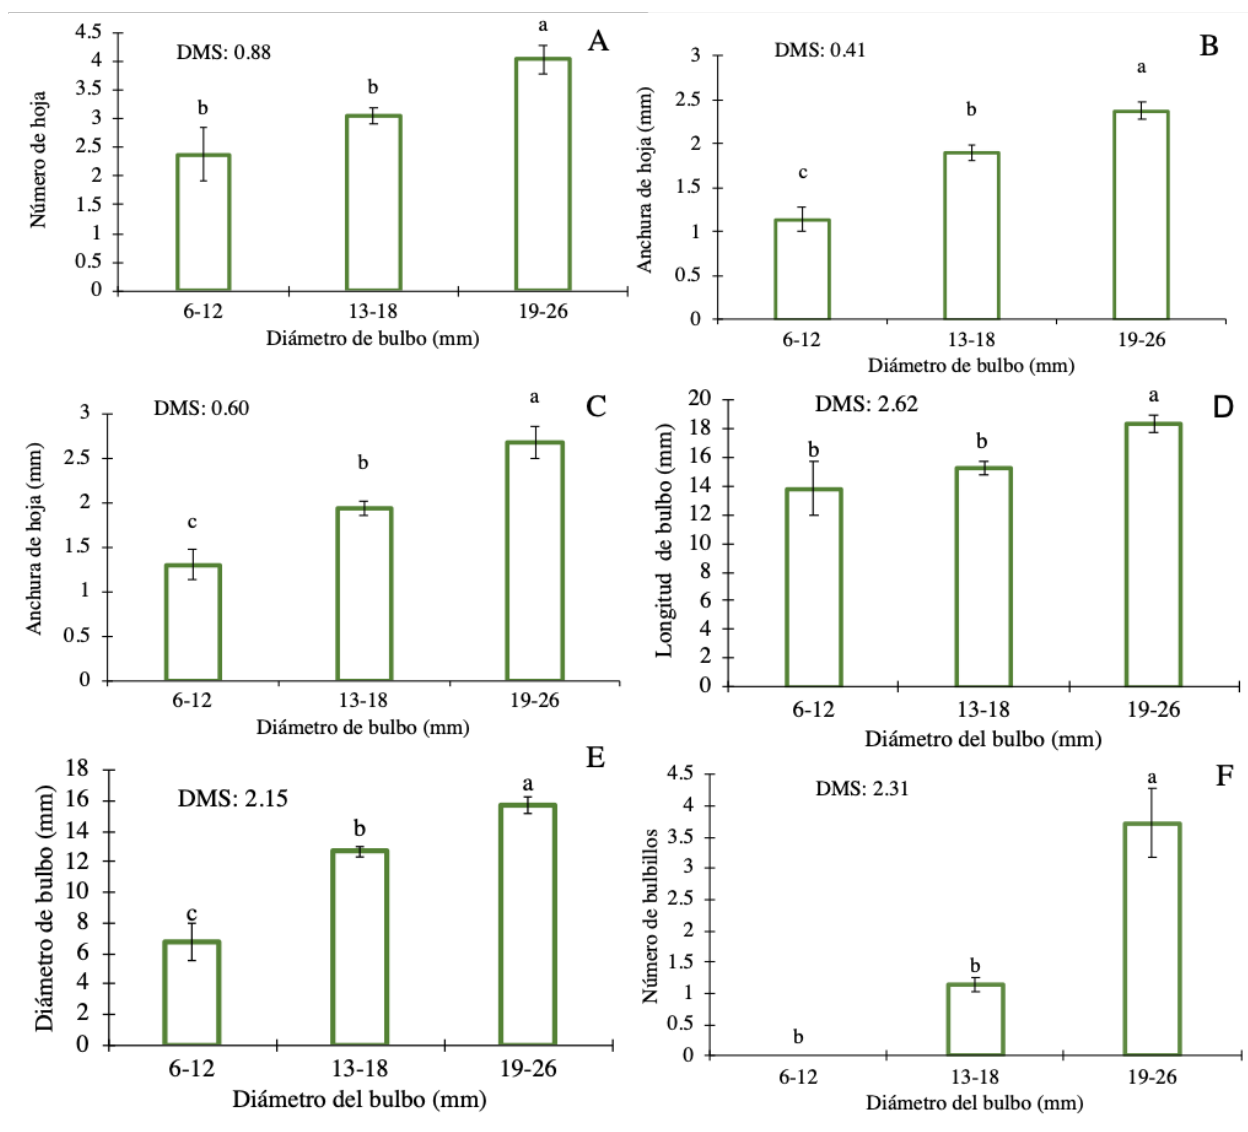 A
DMS: 0.88
Número de hoja
4.5
4
3.5
3
2.5
2
1.5
1
0.5
0
b
b
a
6-12
13-18
19-26
Diámetro de bulbo (mm)
B
DMS: 0.41
Anchura de hoja (mm)
3
2.5
2
1.5
1
0.5
0
c
b
a
6-12
13-18
19-26
Diámetro de bulbo (mm)
C
DMS: 0.60
Anchura de hoja (mm)
3
2.5
2
1.5
1
0.5
0
c
b
a
6-12
13-18
19-26
Diámetro de bulbo (mm)
D
DMS: 2.62
Longitud de bulbo (mm)
20
18
16
14
12
10
8
6
4
2
0
b
b
a
6-12
13-18
19-26
Diámetro del bulbo (mm)
E
DMS: 2.15
Diámetro de bulbo (mm)
18
16
14
12
10
8
6
4
2
0
c
b
a
6-12
13-18
19-26
Diámetro del bulbo (mm)
F
DMS: 2.31
Número de bulbillos
4.5
4
3.5
3
2.5
2
1.5
1
0.5
0
b
b
a
6-12
13-18
19-26
Diámetro del bulbo (mm)